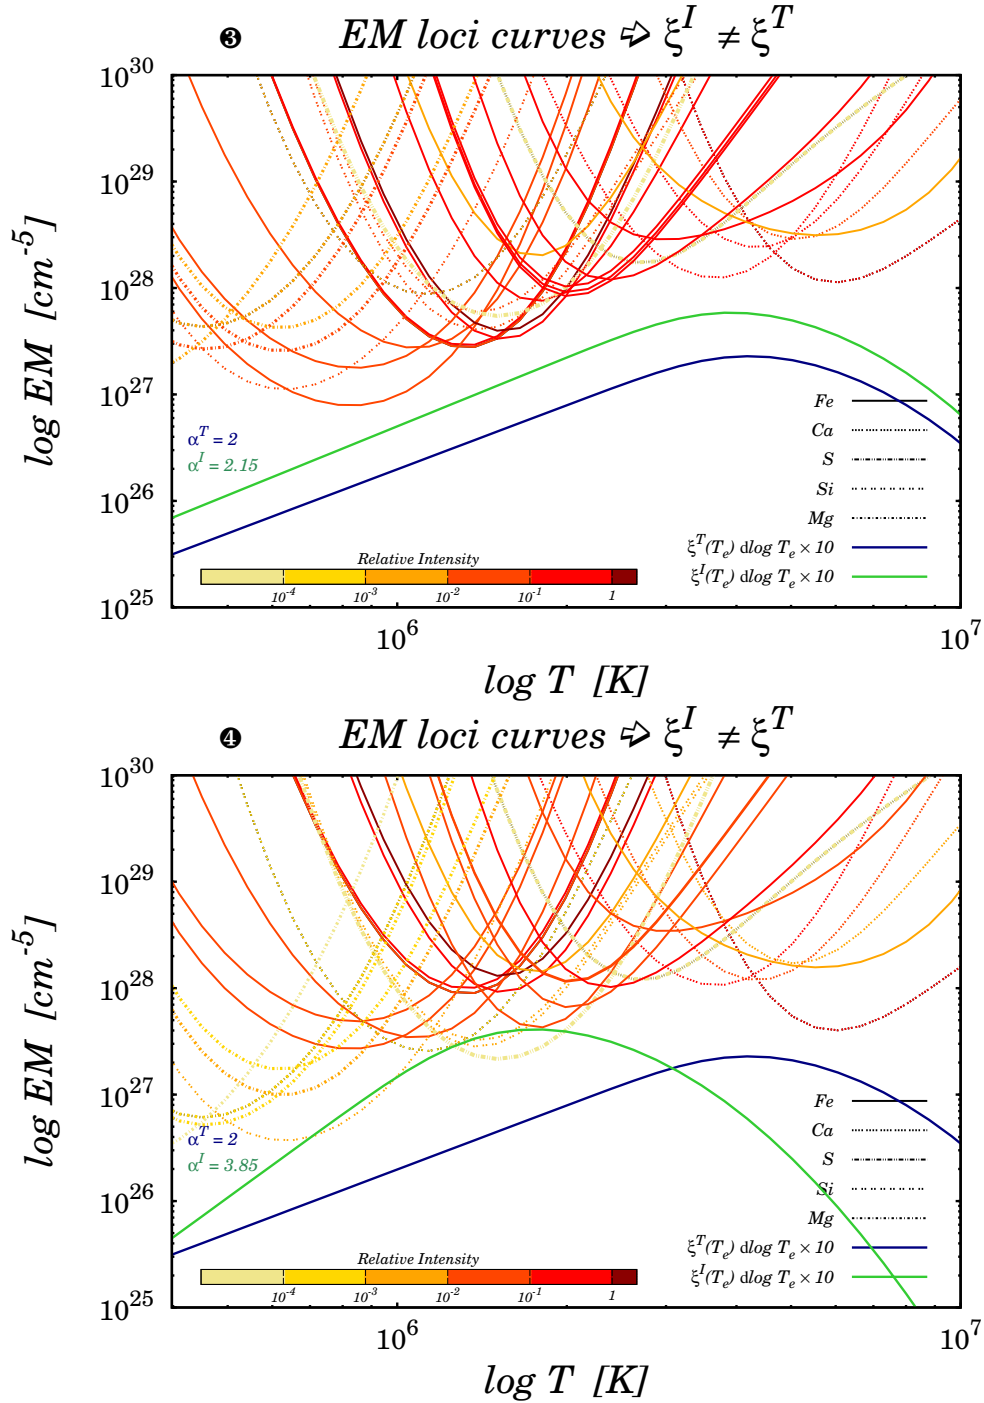 ❸ EM loci curves ➪ ξ^I ≠ ξ^T
10^30
10^29
10^28
10^27
10^26
10^25
log EM [cm^-5]
α^T = 2
α^I = 2.15
Fe
Ca
S
Si
Mg
ξ^T(T_e) dlog T_e × 10
ξ^I(T_e) dlog T_e × 10
Relative Intensity
10^-4 10^-3 10^-2 10^-1 1
10^6 10^7
log T [K]
❹ EM loci curves ➪ ξ^I ≠ ξ^T
10^30
10^29
10^28
10^27
10^26
10^25
log EM [cm^-5]
α^T = 2
α^I = 3.85
Fe
Ca
S
Si
Mg
ξ^T(T_e) dlog T_e × 10
ξ^I(T_e) dlog T_e × 10
Relative Intensity
10^-4 10^-3 10^-2 10^-1 1
10^6 10^7
log T [K]